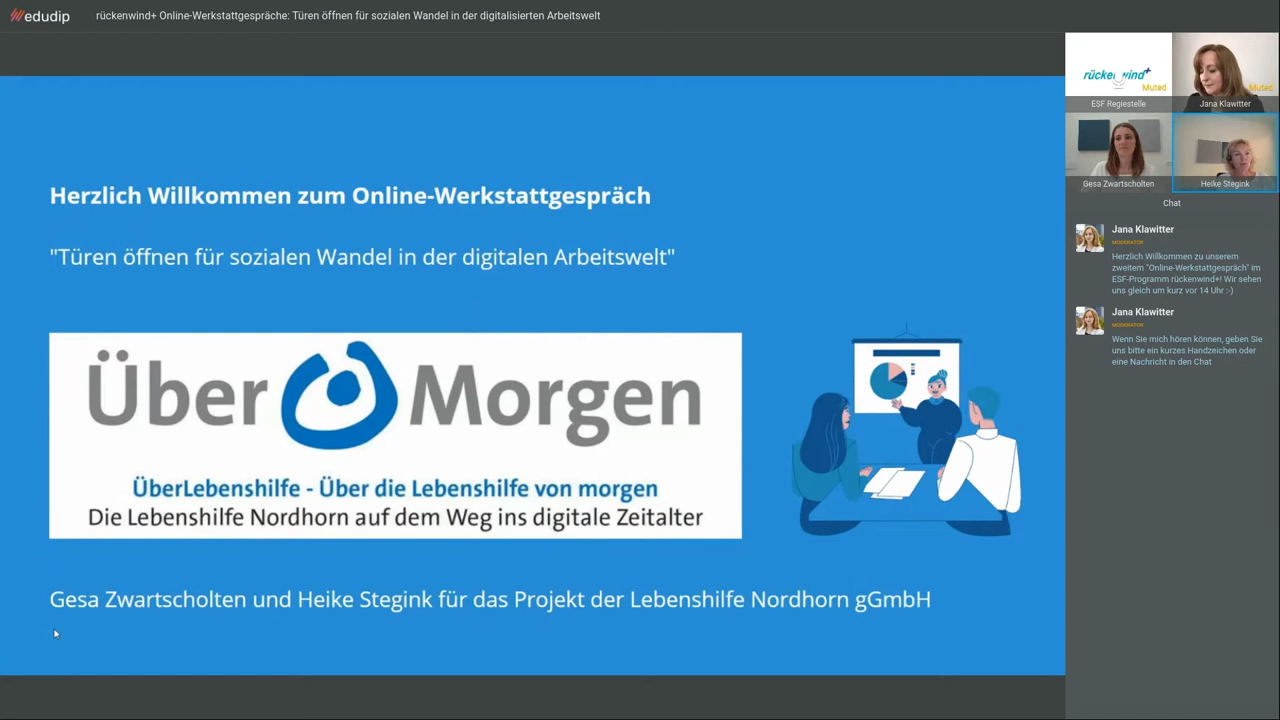 edudip
rückenwind+ Online-Werkstattgespräche: Türen öffnen für sozialen Wandel in der digitalisierten Arbeitswelt
Herzlich Willkommen zum Online-Werkstattgespräch
"Türen öffnen für sozialen Wandel in der digitalen Arbeitswelt"
Über Morgen
ÜberLebenshilfe - Über die Lebenshilfe von morgen
Die Lebenshilfe Nordhorn auf dem Weg ins digitale Zeitalter
Gesa Zwartscholten und Heike Stegink für das Projekt der Lebenshilfe Nordhorn gGmbH
rückenwind+
Muted
Muted
ESF Regiestelle
Jana Klawitter
Gesa Zwartscholten
Heike Stegink
Chat
Jana Klawitter
MODERATOR
Herzlich Willkommen zu unserem
zweitem "Online-Werkstattgespräch" im
ESF-Programm rückenwind+! Wir sehen
uns gleich um kurz vor 14 Uhr :-)
Jana Klawitter
MODERATOR
Wenn Sie mich hören können, geben Sie
uns bitte ein kurzes Handzeichen oder
eine Nachricht in den Chat